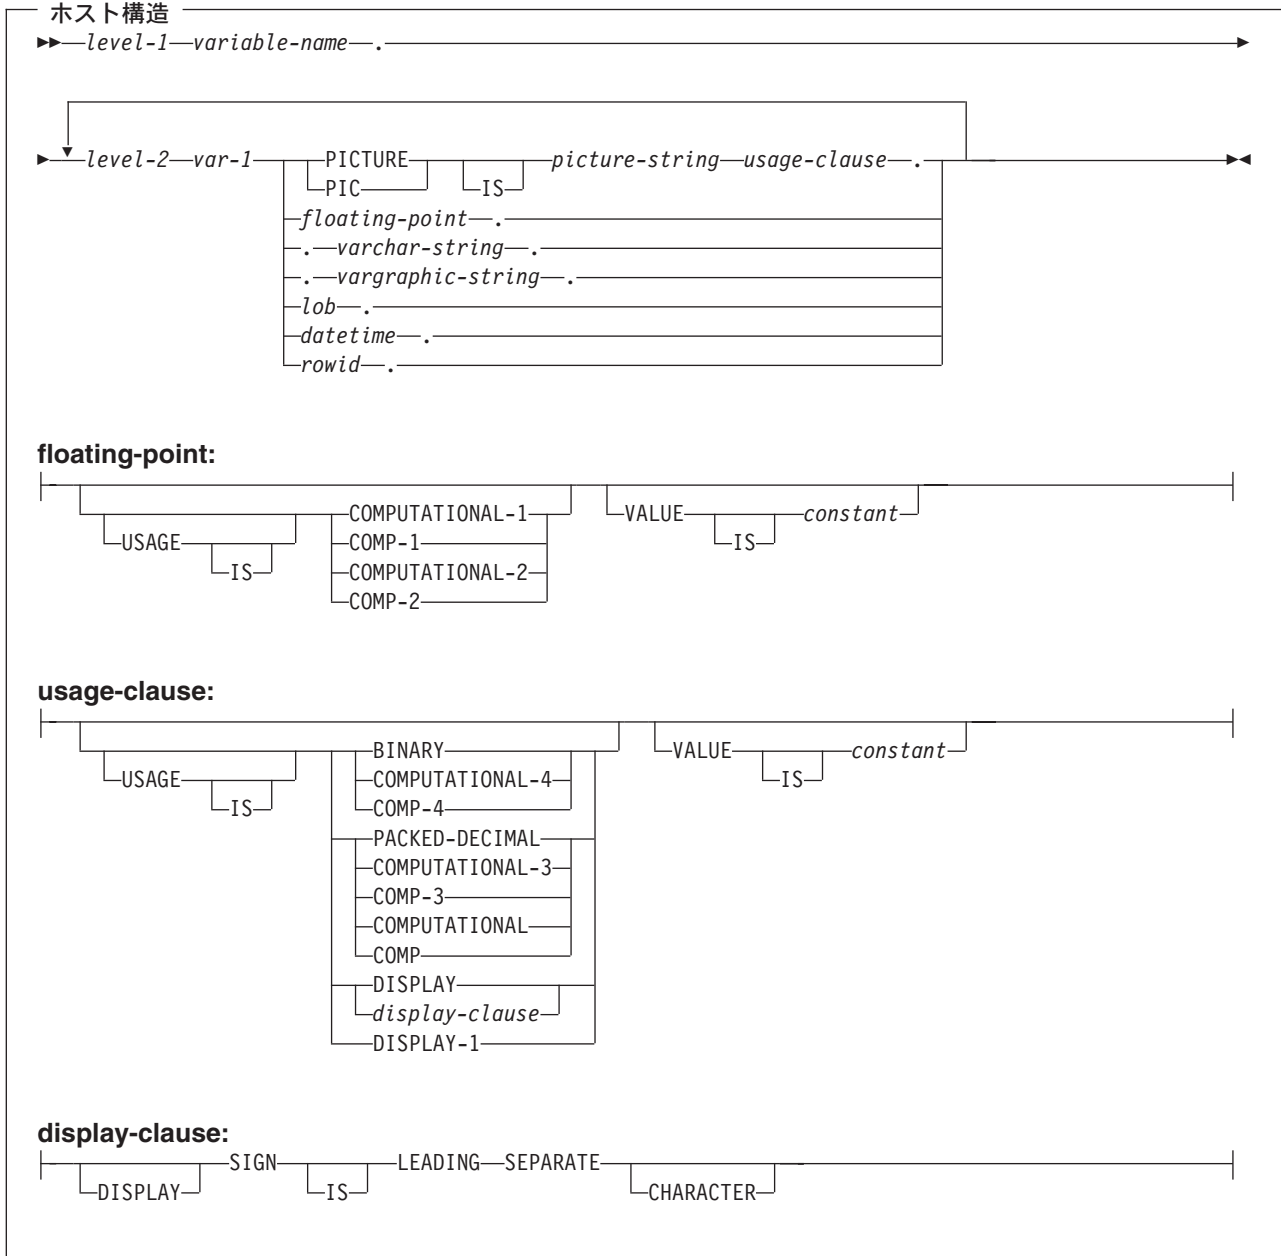 ホスト構造
level-1 variable-name .
level-2 var-1 PICTURE picture-string usage-clause .
PIC IS
floating-point .
. varchar-string .
. vargraphic-string .
lob .
datetime .
rowid .
floating-point:
COMPUTATIONAL-1 VALUE constant
USAGE COMP-1 IS
IS COMPUTATIONAL-2
COMP-2
usage-clause:
BINARY VALUE constant
USAGE COMPUTATIONAL-4 IS
IS COMP-4
PACKED-DECIMAL
COMPUTATIONAL-3
COMP-3
COMPUTATIONAL
COMP
DISPLAY
display-clause
DISPLAY-1
display-clause:
SIGN LEADING SEPARATE
DISPLAY IS CHARACTER